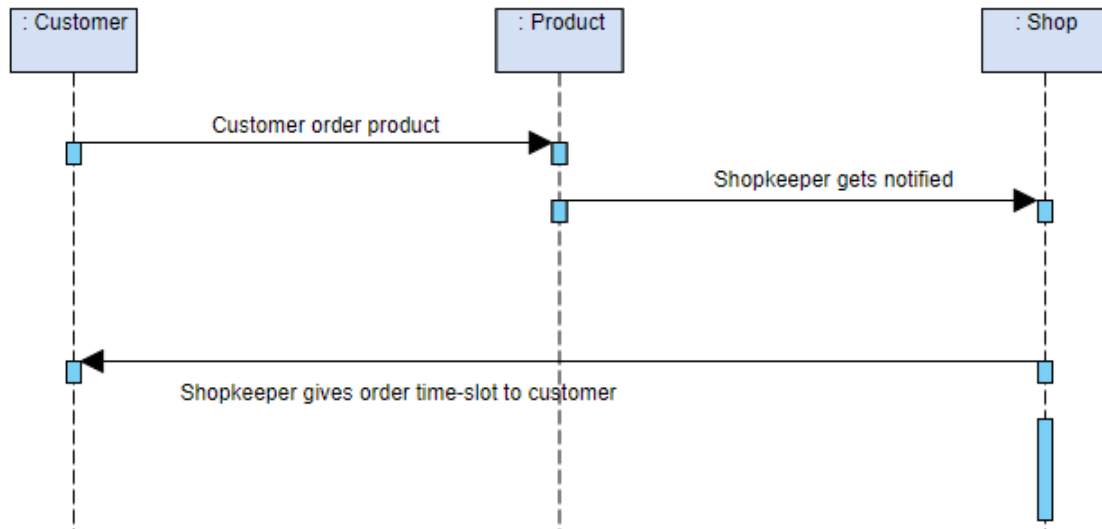 : Customer
: Product
: Shop
Customer order product
Shopkeeper gets notified
Shopkeeper gives order time-slot to customer